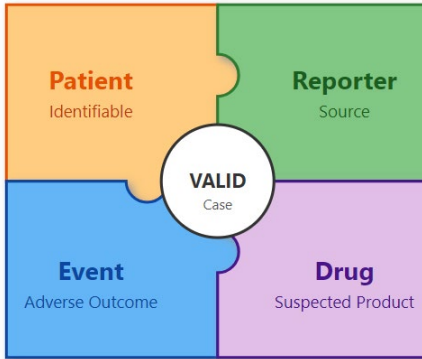 Patient
Identifiable
Reporter
Source
VALID
Case
Event
Adverse Outcome
Drug
Suspected Product